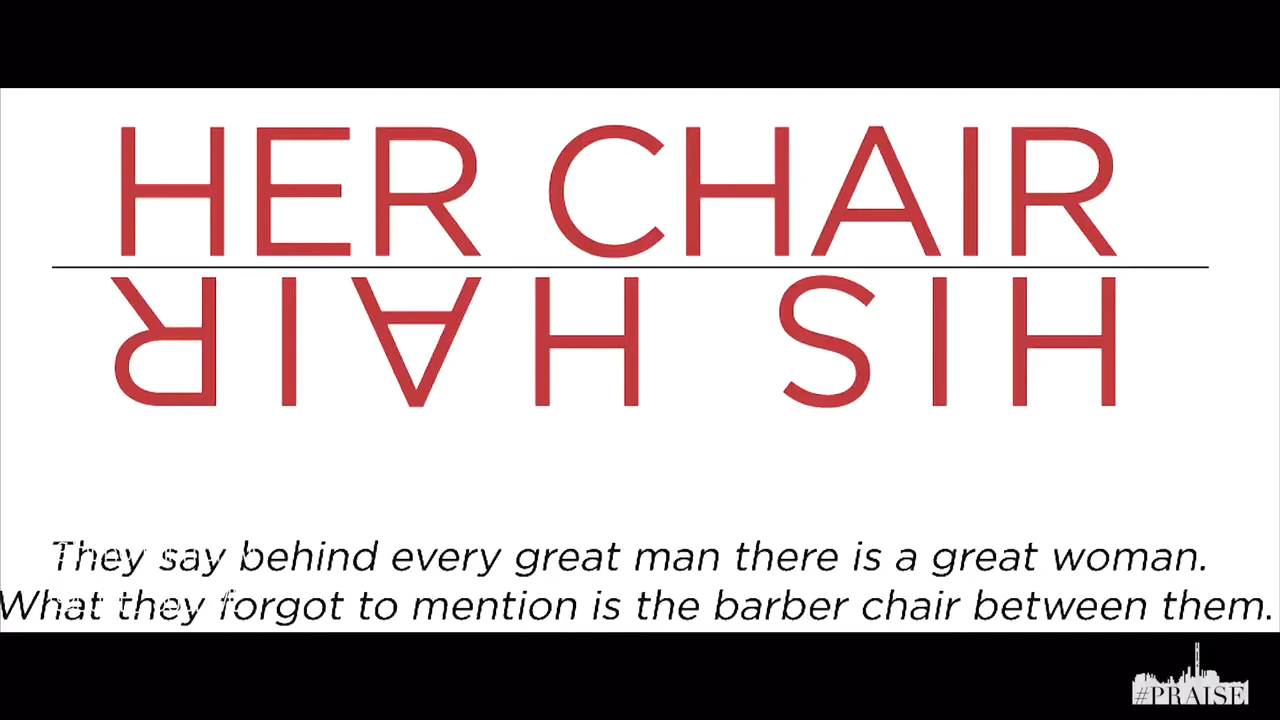 HER CHAIR
HIS HAIR
They say behind every great man there is a great woman.
What they forgot to mention is the barber chair between them.
#PRAISE